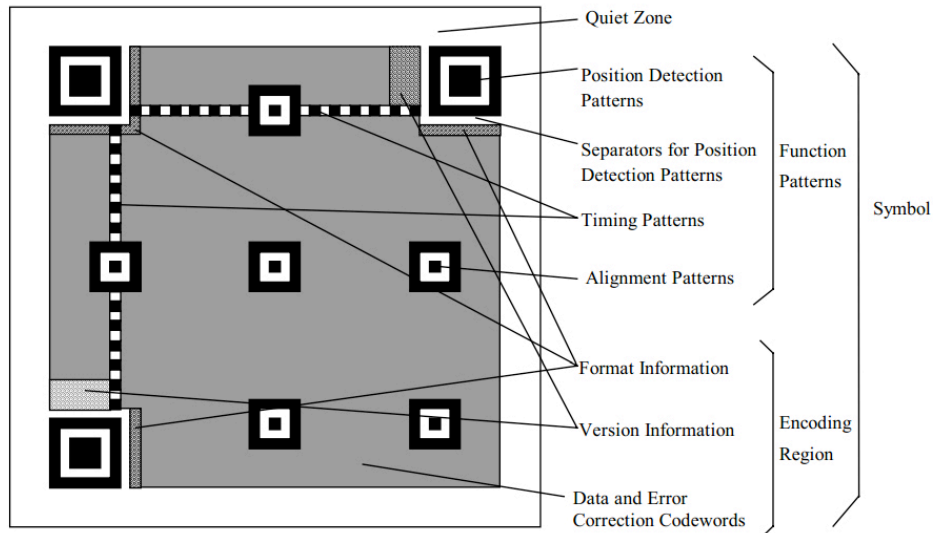 Quiet Zone
Position Detection
Patterns
Separators for Position
Detection Patterns
Timing Patterns
Alignment Patterns
Function
Patterns
Symbol
Format Information
Version Information
Encoding
Region
Data and Error
Correction Codewords